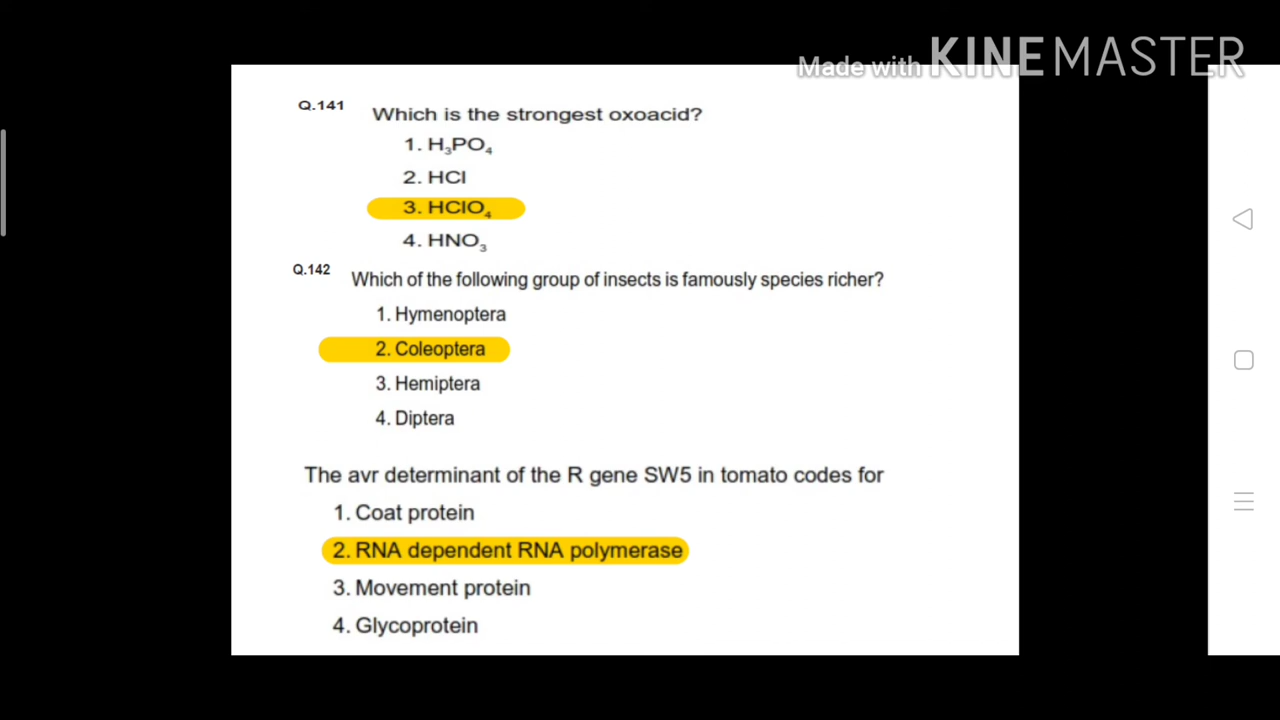 Made with KINEMASTER
Q.141 Which is the strongest oxoacid?
1. H₃PO₄
2. HCl
3. HClO₄
4. HNO₃
Q.142 Which of the following group of insects is famously species richer?
1. Hymenoptera
2. Coleoptera
3. Hemiptera
4. Diptera
The avr determinant of the R gene SW5 in tomato codes for
1. Coat protein
2. RNA dependent RNA polymerase
3. Movement protein
4. Glycoprotein